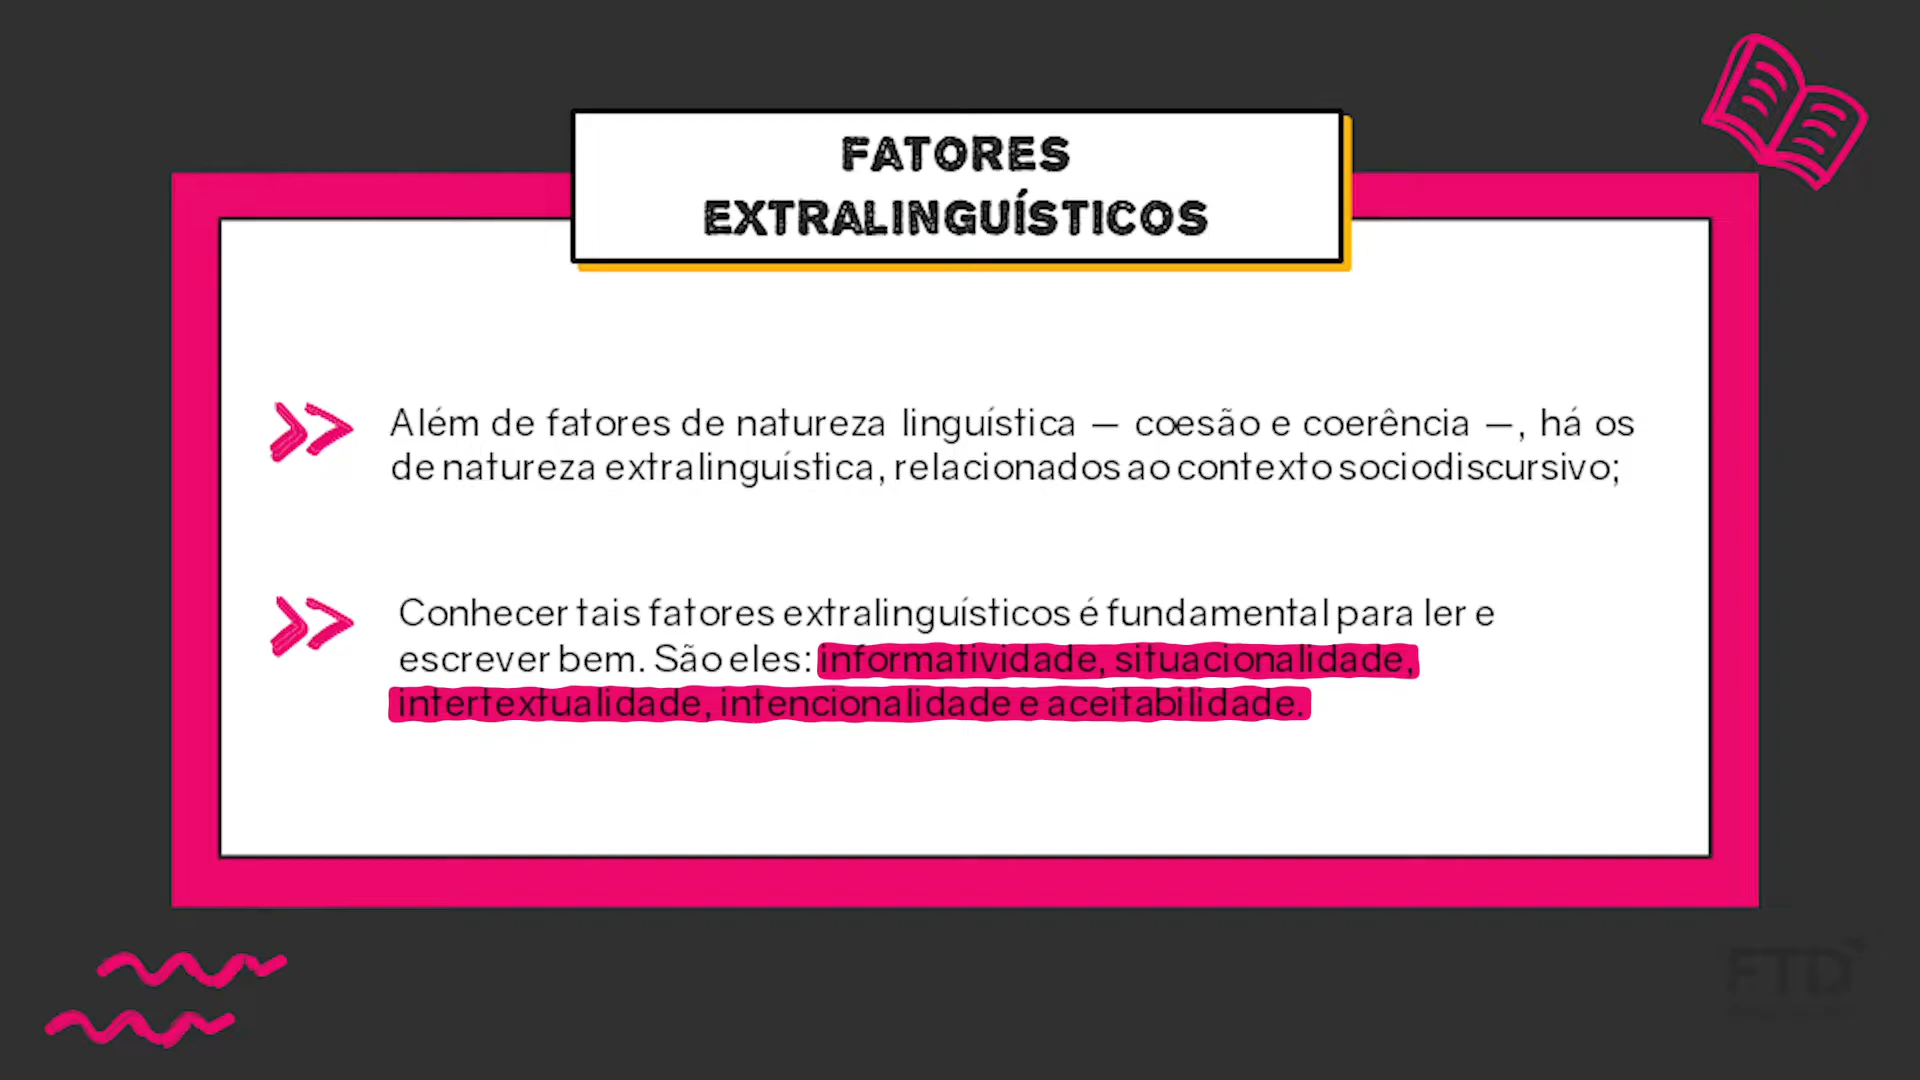 FATORES
EXTRALINGUÍSTICOS
Além de fatores de natureza linguística — coesão e coerência —, há os
de natureza extralinguística, relacionados ao contexto sociodiscursivo;
Conhecer tais fatores extralinguísticos é fundamental para ler e
escrever bem. São eles: informatividade, situacionalidade,
intertextualidade, intencionalidade e aceitabilidade.
FTD